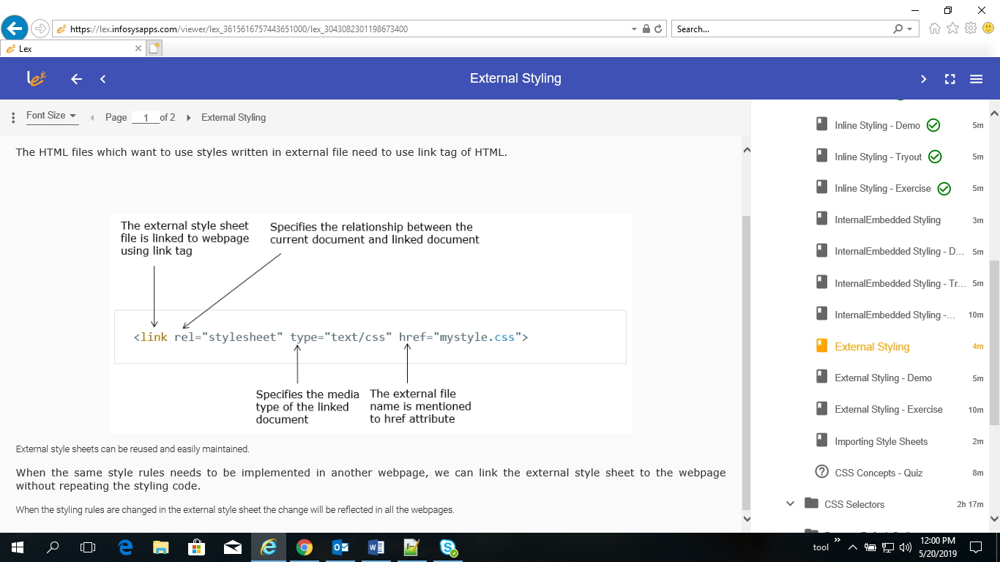 https://lex.infosysapps.com/viewer/lex_3615616757443651000/lex_3043082301198673400
Search...
Lex
lex
External Styling
Font Size
Page 1 of 2
External Styling
The HTML files which want to use styles written in external file need to use link tag of HTML.
The external style sheet
file is linked to webpage
using link tag
Specifies the relationship between the
current document and linked document
<link rel="stylesheet" type="text/css" href="mystyle.css">
Specifies the media
type of the linked
document
The external file
name is mentioned
to href attribute
External style sheets can be reused and easily maintained.
When the same style rules needs to be implemented in another webpage, we can link the external style sheet to the webpage
without repeating the styling code.
When the styling rules are changed in the external style sheet the change will be reflected in all the webpages.
Inline Styling - Demo 5m
Inline Styling - Tryout 5m
Inline Styling - Exercise 5m
InternalEmbedded Styling 3m
InternalEmbedded Styling - D... 5m
InternalEmbedded Styling - Tr... 5m
InternalEmbedded Styling -... 10m
External Styling 4m
External Styling - Demo 5m
External Styling - Exercise 10m
Importing Style Sheets 2m
CSS Concepts - Quiz 8m
CSS Selectors 2h 17m
tool
12:00 PM
5/20/2019